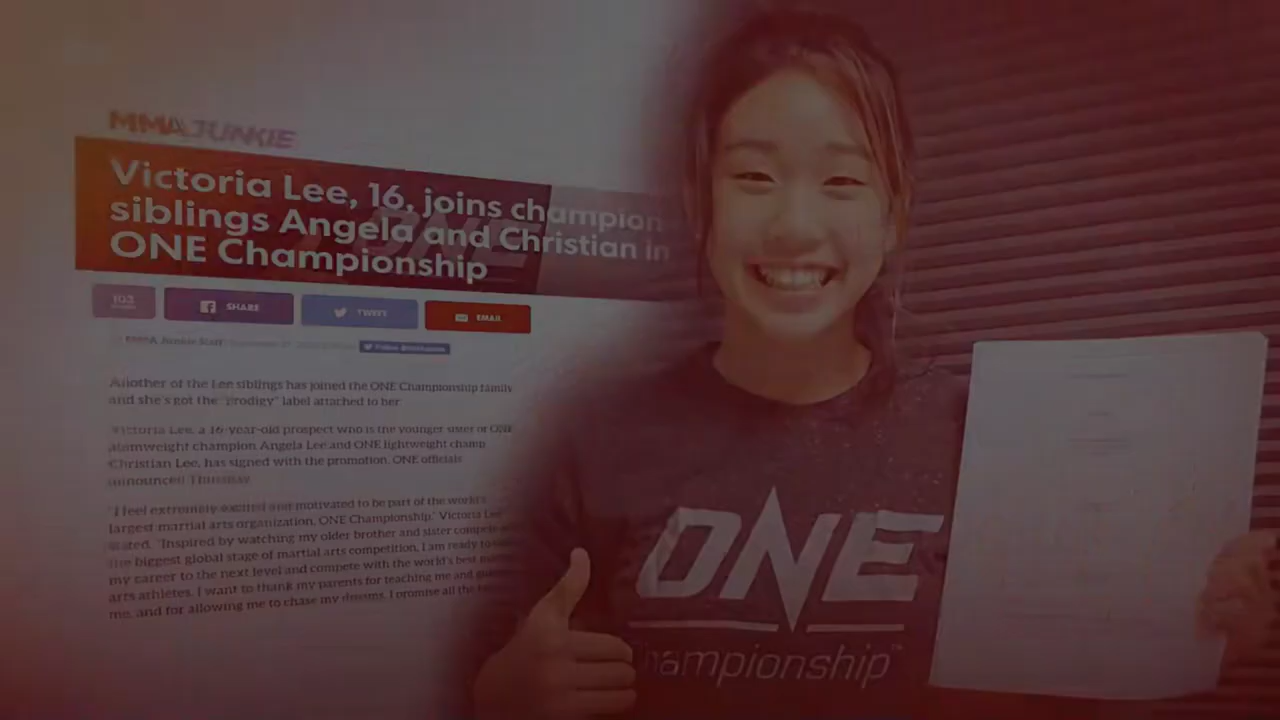 MMA JUNKIE
Victoria Lee, 16, joins champion
siblings Angela and Christian in
ONE Championship
103
SHARE
TWEET
EMAIL
MMA Junkie Staff
Another of the Lee siblings has joined the ONE Championship family
and she's got the "prodigy" label attached to her.
Victoria Lee, a 16-year-old prospect who is the younger sister of ONE
atomweight champion Angela Lee and ONE lightweight champ
Christian Lee, has signed with the promotion, ONE officials
announced Thursday.
"I feel extremely excited and motivated to be part of the world's
largest martial arts organization, ONE Championship," Victoria Lee
stated. "Inspired by watching my older brother and sister compete
the biggest global stage of martial arts competition, I am ready to
my career to the next level and compete with the world's best
arts athletes. I want to thank my parents for teaching me and
me, and for allowing me to chase my dreams. I promise all the
ONE
Championship™